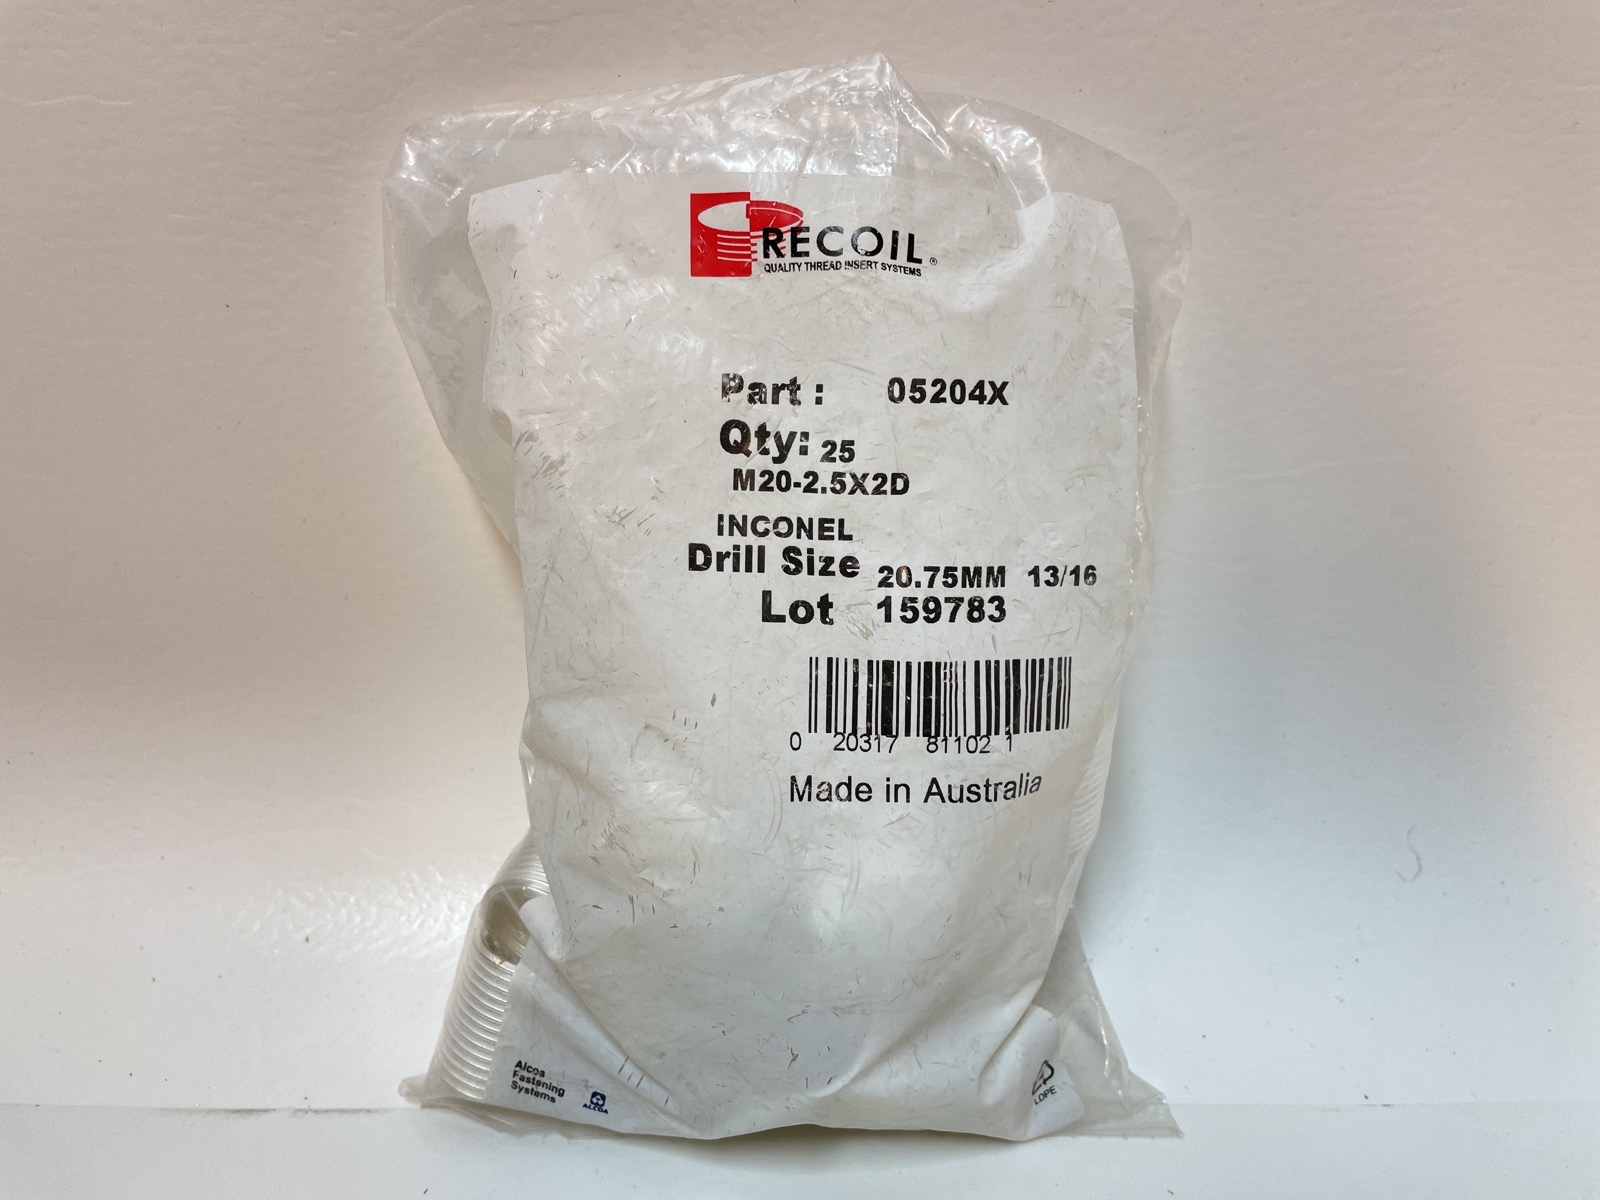 RECOIL®
QUALITY THREAD INSERT SYSTEMS
Part : 05204X
Qty: 25
M20-2.5X2D
INCONEL
Drill Size 20.75MM 13/16
Lot 159783
0 20317 81102 1
Made in Australia
Alcoa
Fastening
Systems
ALCOA
LDPE